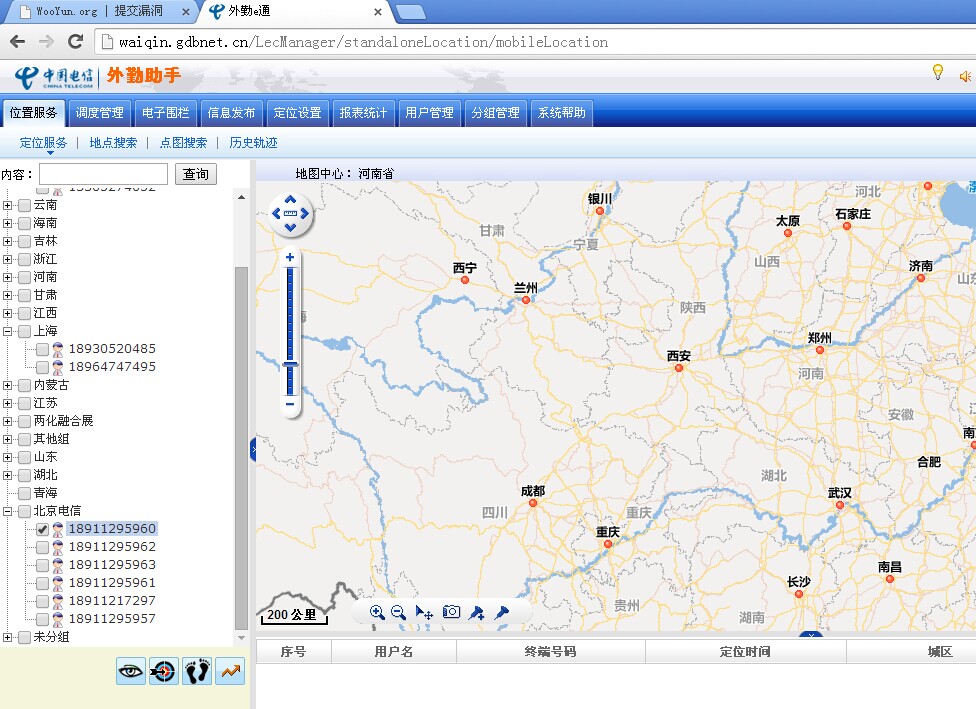 WooYun.org | 提交漏洞
外勤e通
waiqin.gdbnet.cn/LecManager/standaloneLocation/mobileLocation
中国电信 CHINA TELECOM 外勤助手
位置服务 调度管理 电子围栏 信息发布 定位设置 报表统计 用户管理 分组管理 系统帮助
定位服务 | 地点搜索 | 点图搜索 | 历史轨迹
内容: 查询
地图中心: 河南省
云南
海南
吉林
浙江
河南
甘肃
江西
上海
18930520485
18964747495
内蒙古
江苏
两化融合展
其他组
山东
湖北
青海
北京电信
18911295960
18911295962
18911295963
18911295961
18911217297
18911295957
未分组
银川
河北
石家庄
太原
甘肃
宁夏
山西
西宁
济南
兰州
陕西
郑州
西安
河南
安徽
合肥
湖北
成都
武汉
四川
重庆
重庆
南昌
长沙
贵州
湖南
200 公里
序号 用户名 终端号码 定位时间 城区